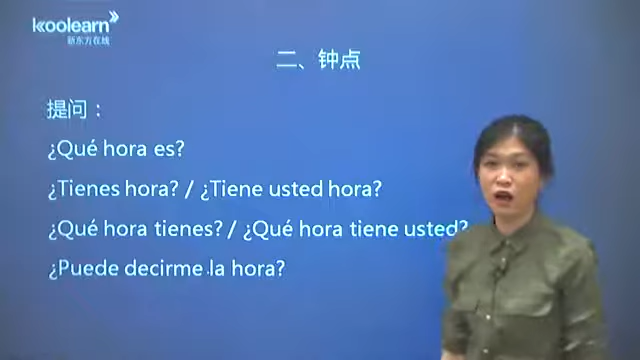 koolearn
新东方在线
二、钟点
提问：
¿Qué hora es?
¿Tienes hora? / ¿Tiene usted hora?
¿Qué hora tienes? / ¿Qué hora tiene usted?
¿Puede decirme la hora?